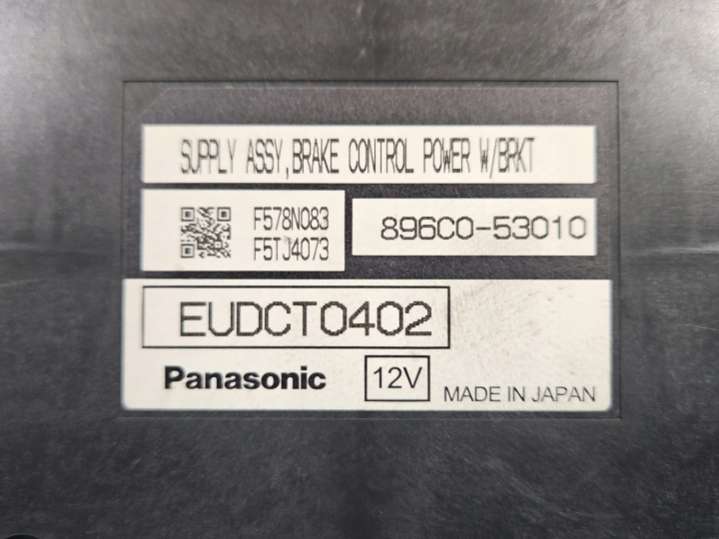 SUPPLY ASSY,BRAKE CONTROL POWER W/BRKT
F578N083
F5TJ4073
896C0-53010
EUDCT0402
Panasonic
12V
MADE IN JAPAN